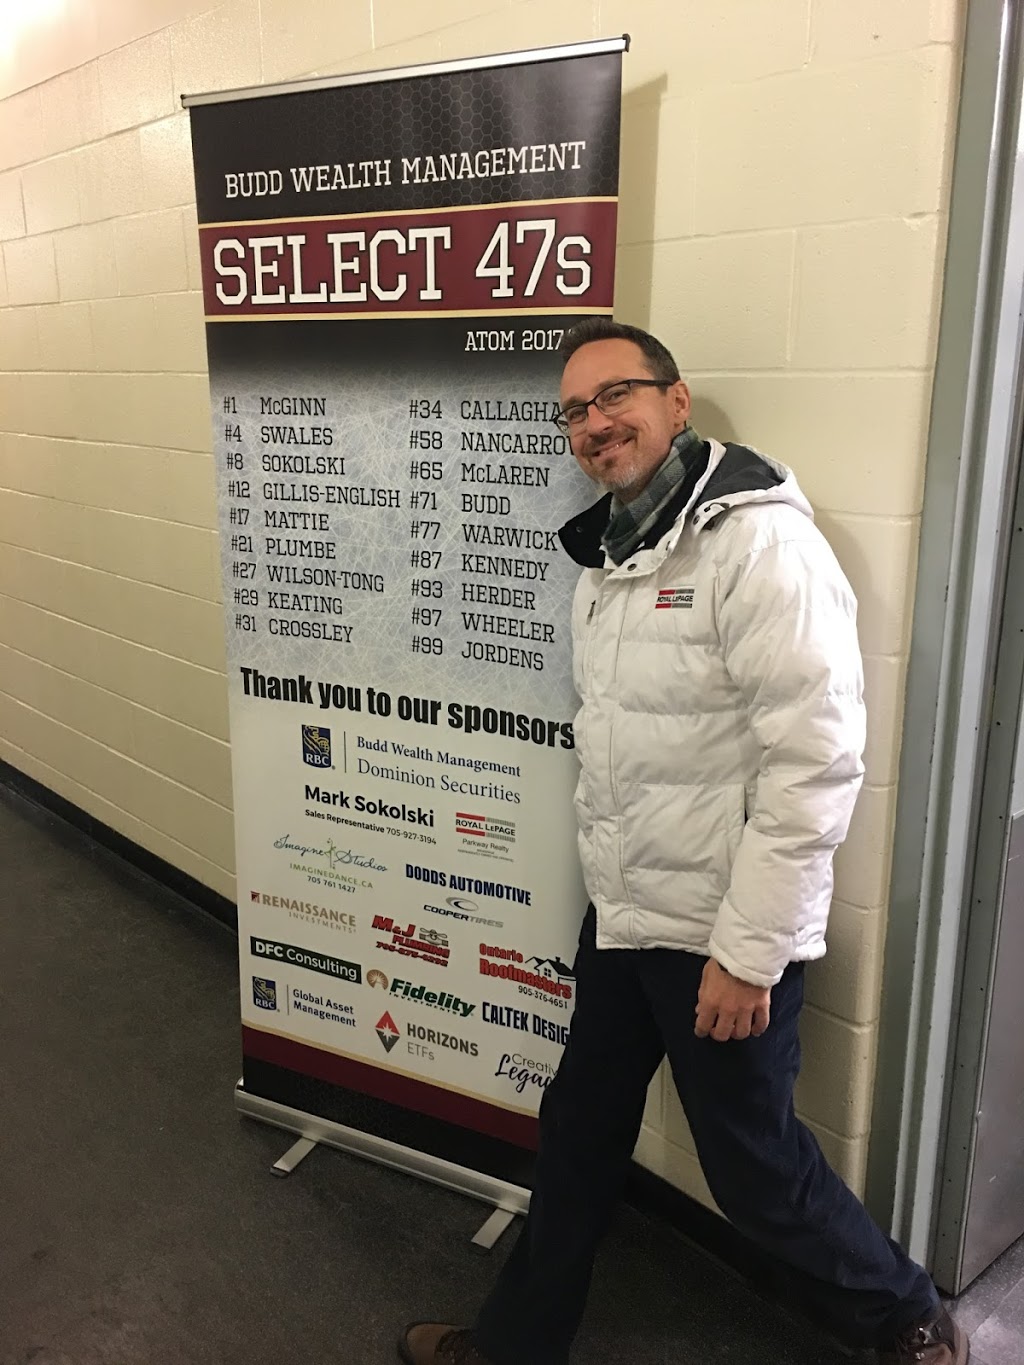 BUDD WEALTH MANAGEMENT
SELECT 47s
ATOM 2017
#1 McGINN
#4 SWALES
#8 SOKOLSKI
#12 GILLIS-ENGLISH
#17 MATTIE
#21 PLUMBE
#27 WILSON-TONG
#29 KEATING
#31 CROSSLEY
#34 CALLAGHA
#58 NANCARRO
#65 McLAREN
#71 BUDD
#77 WARWICK
#87 KENNEDY
#93 HERDER
#97 WHEELER
#99 JORDENS
Thank you to our sponsors
RBC
Budd Wealth Management
Dominion Securities
Mark Sokolski
Sales Representative 705-927-3194
ROYAL LEPAGE
Parkway Realty
Imagine Studios
IMAGINEDANCE.CA
705 761 1427
DODDS AUTOMOTIVE
COOPERTIRES
RENAISSANCE
INVESTMENTS
M&J
PLUMBING
Ontario
Roofmasters
905-376-4651
DFC Consulting
RBC
Global Asset
Management
Fidelity
INVESTMENTS
CALTEK DESIG
HORIZONS
ETFs
Creativ
Legac
ROYAL LEPAGE